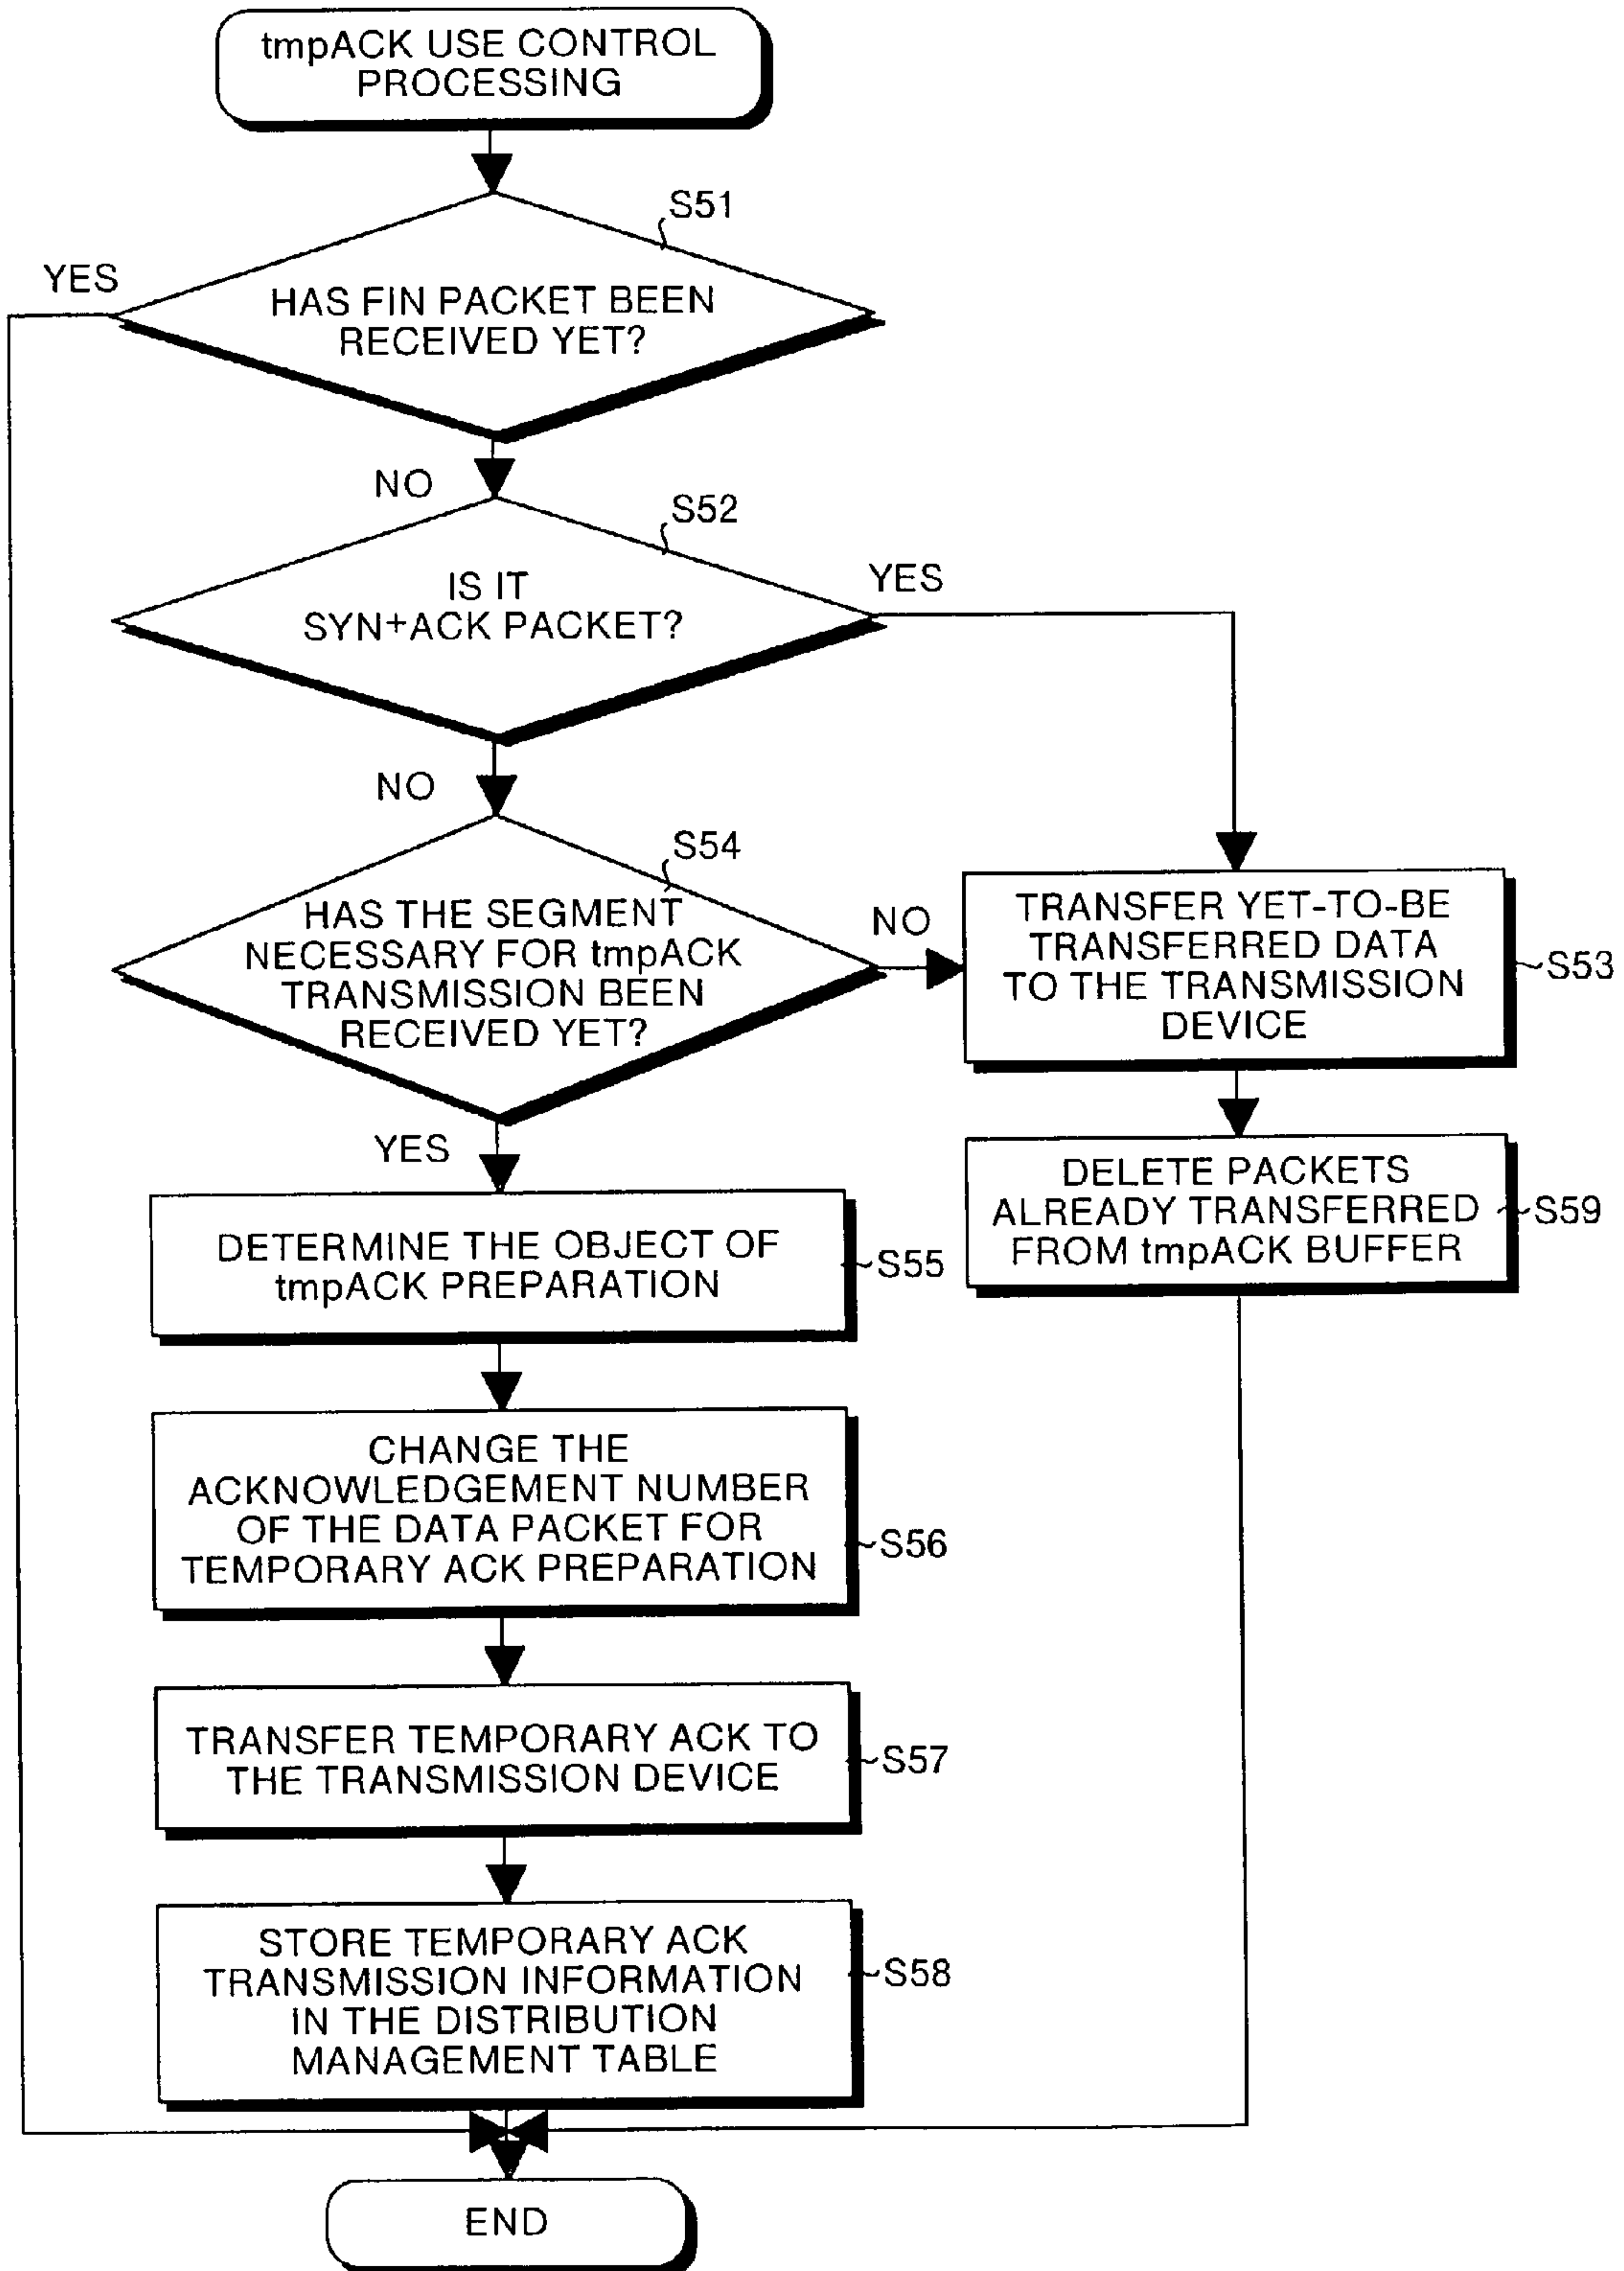 tmpACK USE CONTROL
PROCESSING
S51
YES
HAS FIN PACKET BEEN
RECEIVED YET?
NO
S52
IS IT
SYN+ACK PACKET?
YES
NO
S54
HAS THE SEGMENT
NECESSARY FOR tmpACK
TRANSMISSION BEEN
RECEIVED YET?
NO
TRANSFER YET-TO-BE
TRANSFERRED DATA
TO THE TRANSMISSION
DEVICE
S53
YES
DELETE PACKETS
ALREADY TRANSFERRED
FROM tmpACK BUFFER
S59
DETERMINE THE OBJECT OF
tmpACK PREPARATION
S55
CHANGE THE
ACKNOWLEDGEMENT NUMBER
OF THE DATA PACKET FOR
TEMPORARY ACK PREPARATION
S56
TRANSFER TEMPORARY ACK TO
THE TRANSMISSION DEVICE
S57
STORE TEMPORARY ACK
TRANSMISSION INFORMATION
IN THE DISTRIBUTION
MANAGEMENT TABLE
S58
END